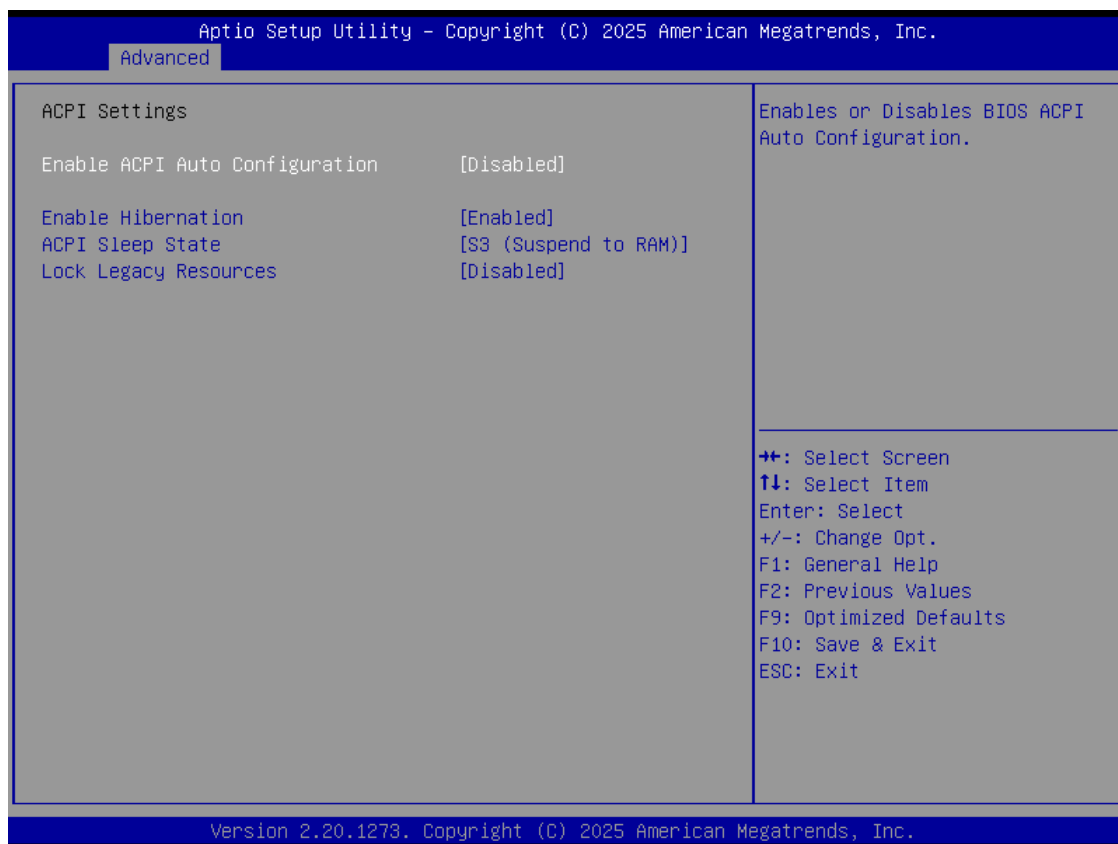 Aptio Setup Utility – Copyright (C) 2025 American Megatrends, Inc.
Advanced
ACPI Settings
Enable ACPI Auto Configuration [Disabled]
Enable Hibernation [Enabled]
ACPI Sleep State [S3 (Suspend to RAM)]
Lock Legacy Resources [Disabled]
Enables or Disables BIOS ACPI
Auto Configuration.
→←: Select Screen
↑↓: Select Item
Enter: Select
+/-: Change Opt.
F1: General Help
F2: Previous Values
F9: Optimized Defaults
F10: Save & Exit
ESC: Exit
Version 2.20.1273. Copyright (C) 2025 American Megatrends, Inc.